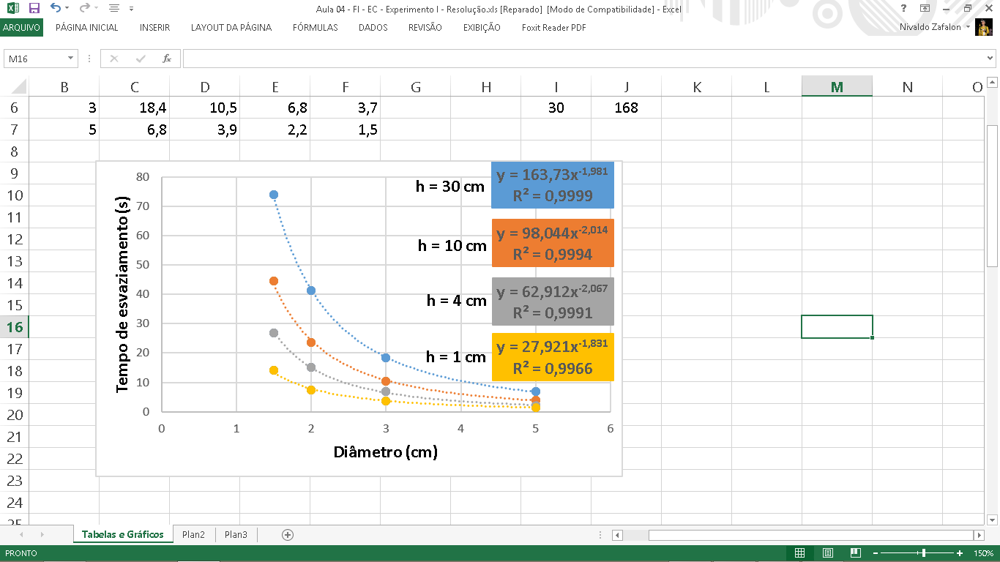 Aula 04 - FI - EC - Experimento I - Resolução.xls [Reparado] [Modo de Compatibilidade] - Excel
ARQUIVO PÁGINA INICIAL INSERIR LAYOUT DA PÁGINA FÓRMULAS DADOS REVISÃO EXIBIÇÃO Foxit Reader PDF Nivaldo Zafalon
M16 fx
B C D E F G H I J K L M N O
6 3 18,4 10,5 6,8 3,7 30 168
7 5 6,8 3,9 2,2 1,5
8
9
10
11
12
13
14
15
16
17
18
19
20
21
22
23
24
25
80
70
60
50
40
30
20
10
0
Tempo de esvaziamento (s)
h = 30 cm
y = 163,73x^-1,981
R² = 0,9999
h = 10 cm
y = 98,044x^-2,014
R² = 0,9994
h = 4 cm
y = 62,912x^-2,067
R² = 0,9991
h = 1 cm
y = 27,921x^-1,831
R² = 0,9966
0 1 2 3 4 5 6
Diâmetro (cm)
Tabelas e Gráficos Plan2 Plan3
PRONTO 150%